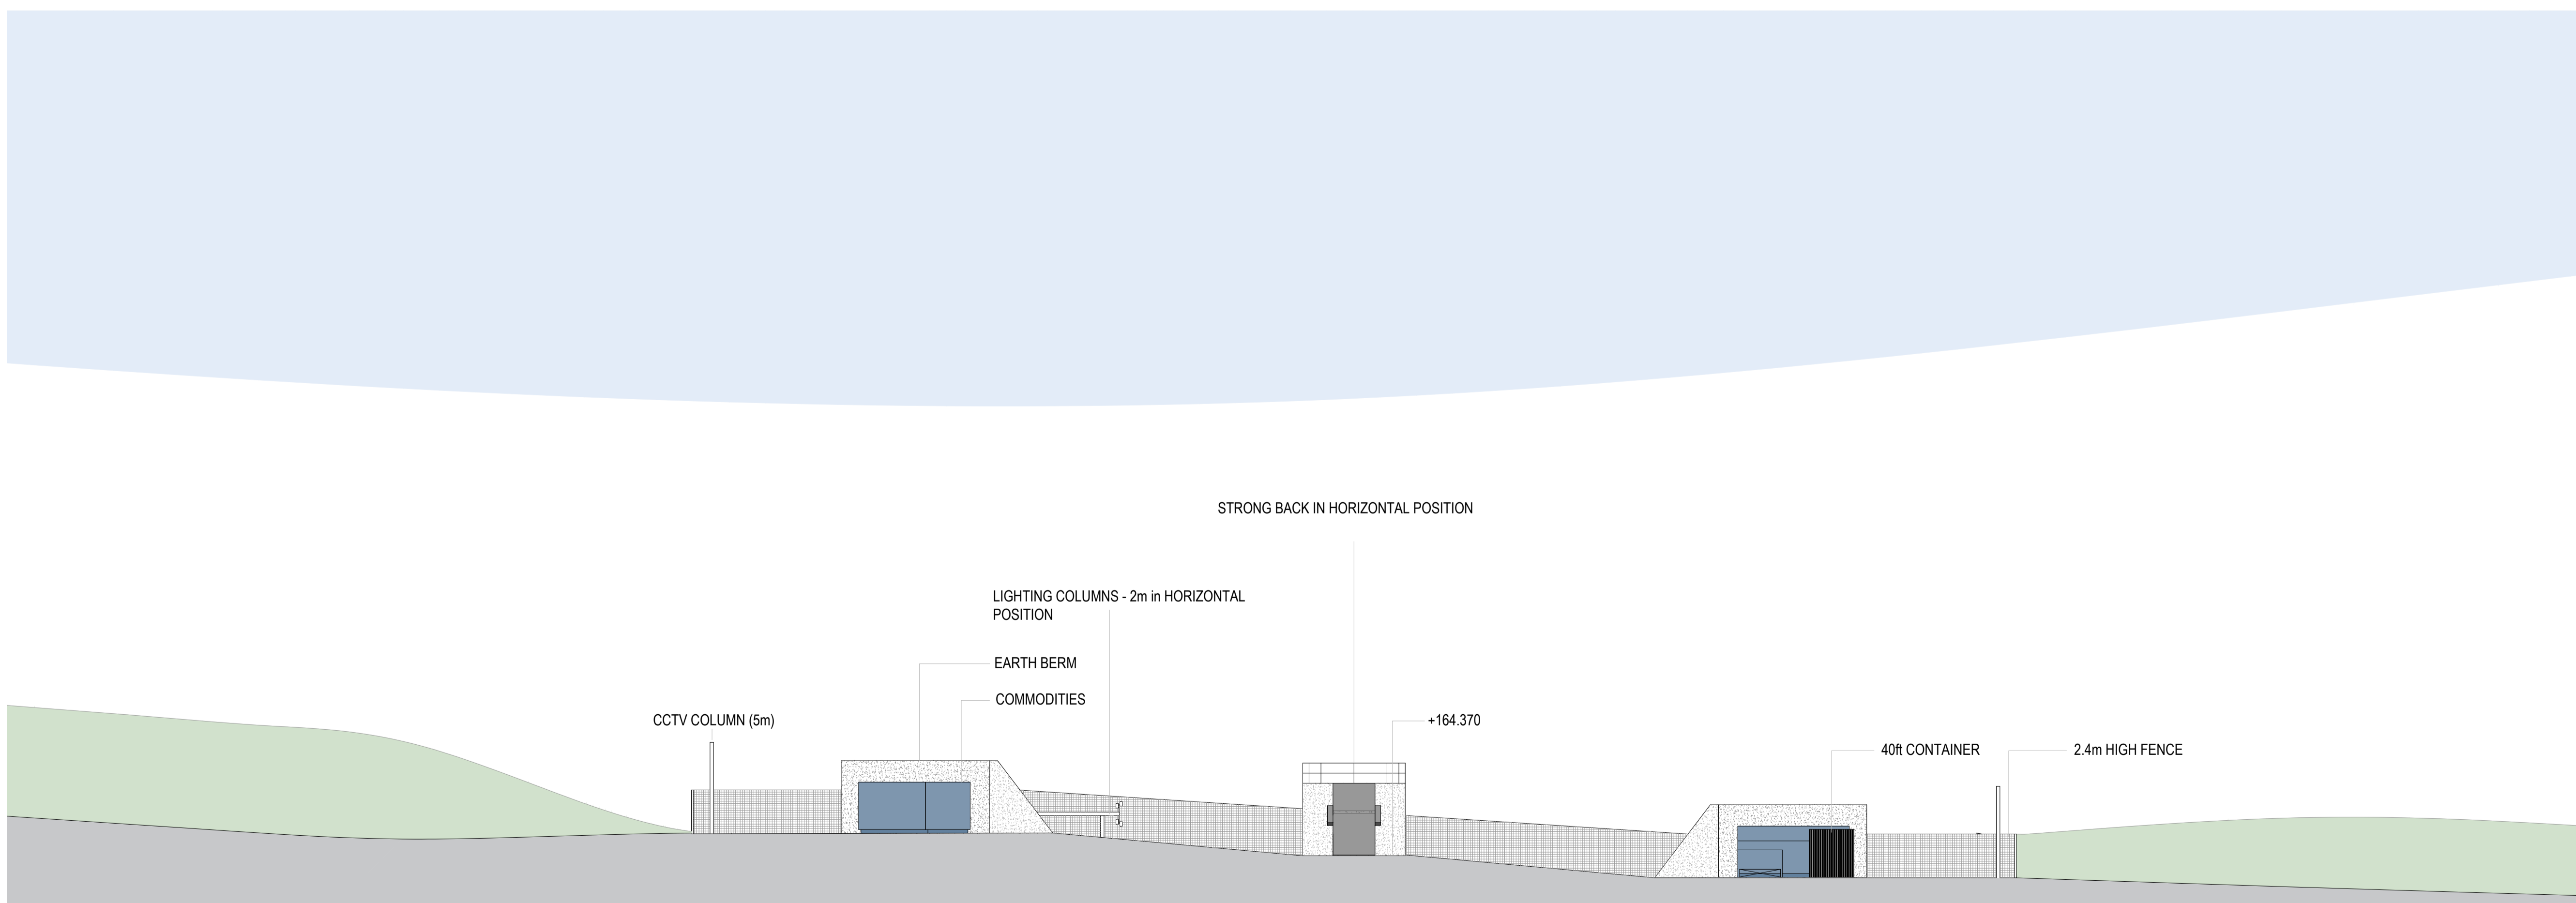 STRONG BACK IN HORIZONTAL POSITION
LIGHTING COLUMNS - 2m in HORIZONTAL
POSITION
EARTH BERM
COMMODITIES
CCTV COLUMN (5m)
+164.370
40ft CONTAINER
2.4m HIGH FENCE